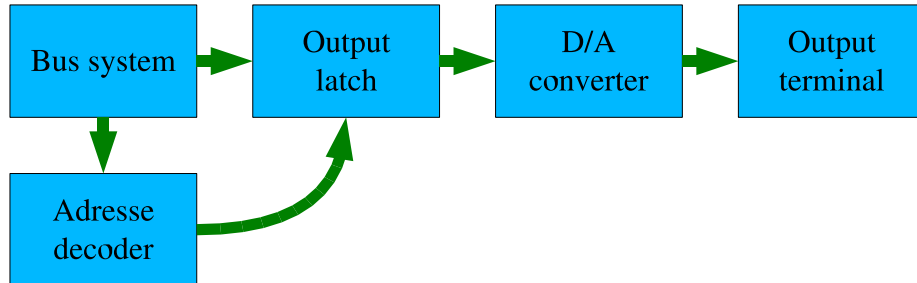 Bus system
Output
latch
D/A
converter
Output
terminal
Adresse
decoder